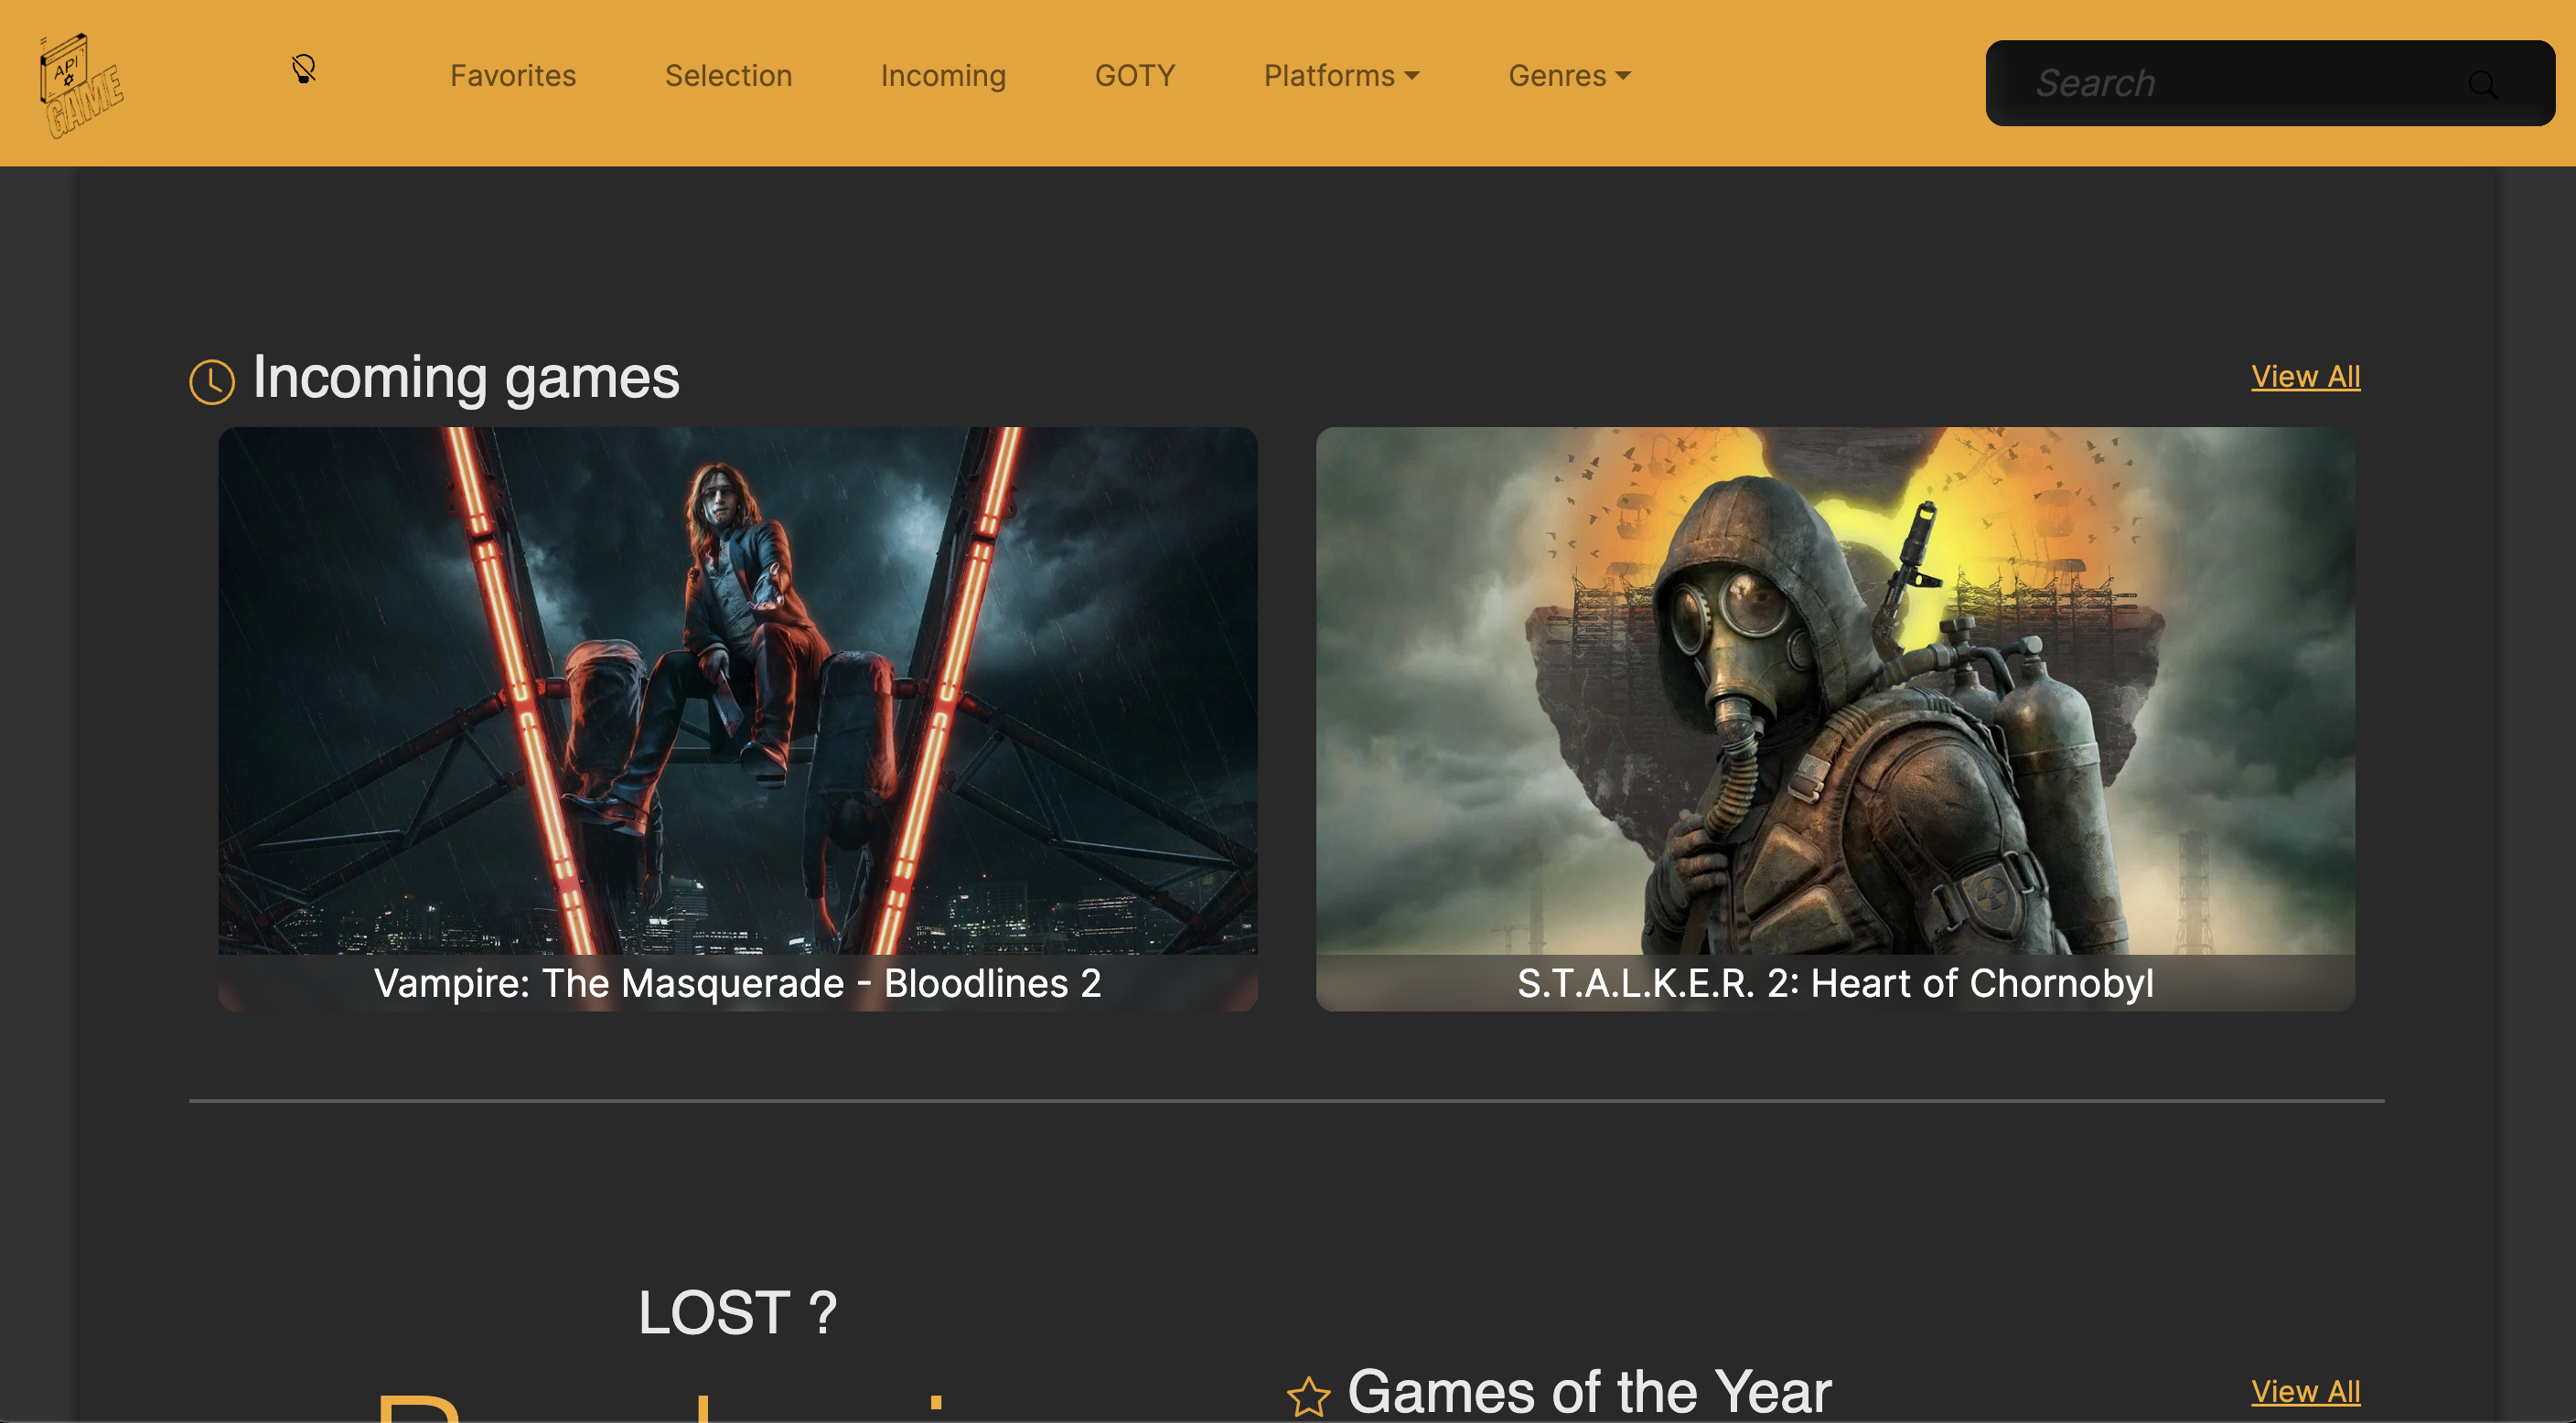 API
GAME
Favorites
Selection
Incoming
GOTY
Platforms
Genres
Search
Incoming games
View All
Vampire: The Masquerade - Bloodlines 2
S.T.A.L.K.E.R. 2: Heart of Chornobyl
LOST ?
Games of the Year
View All